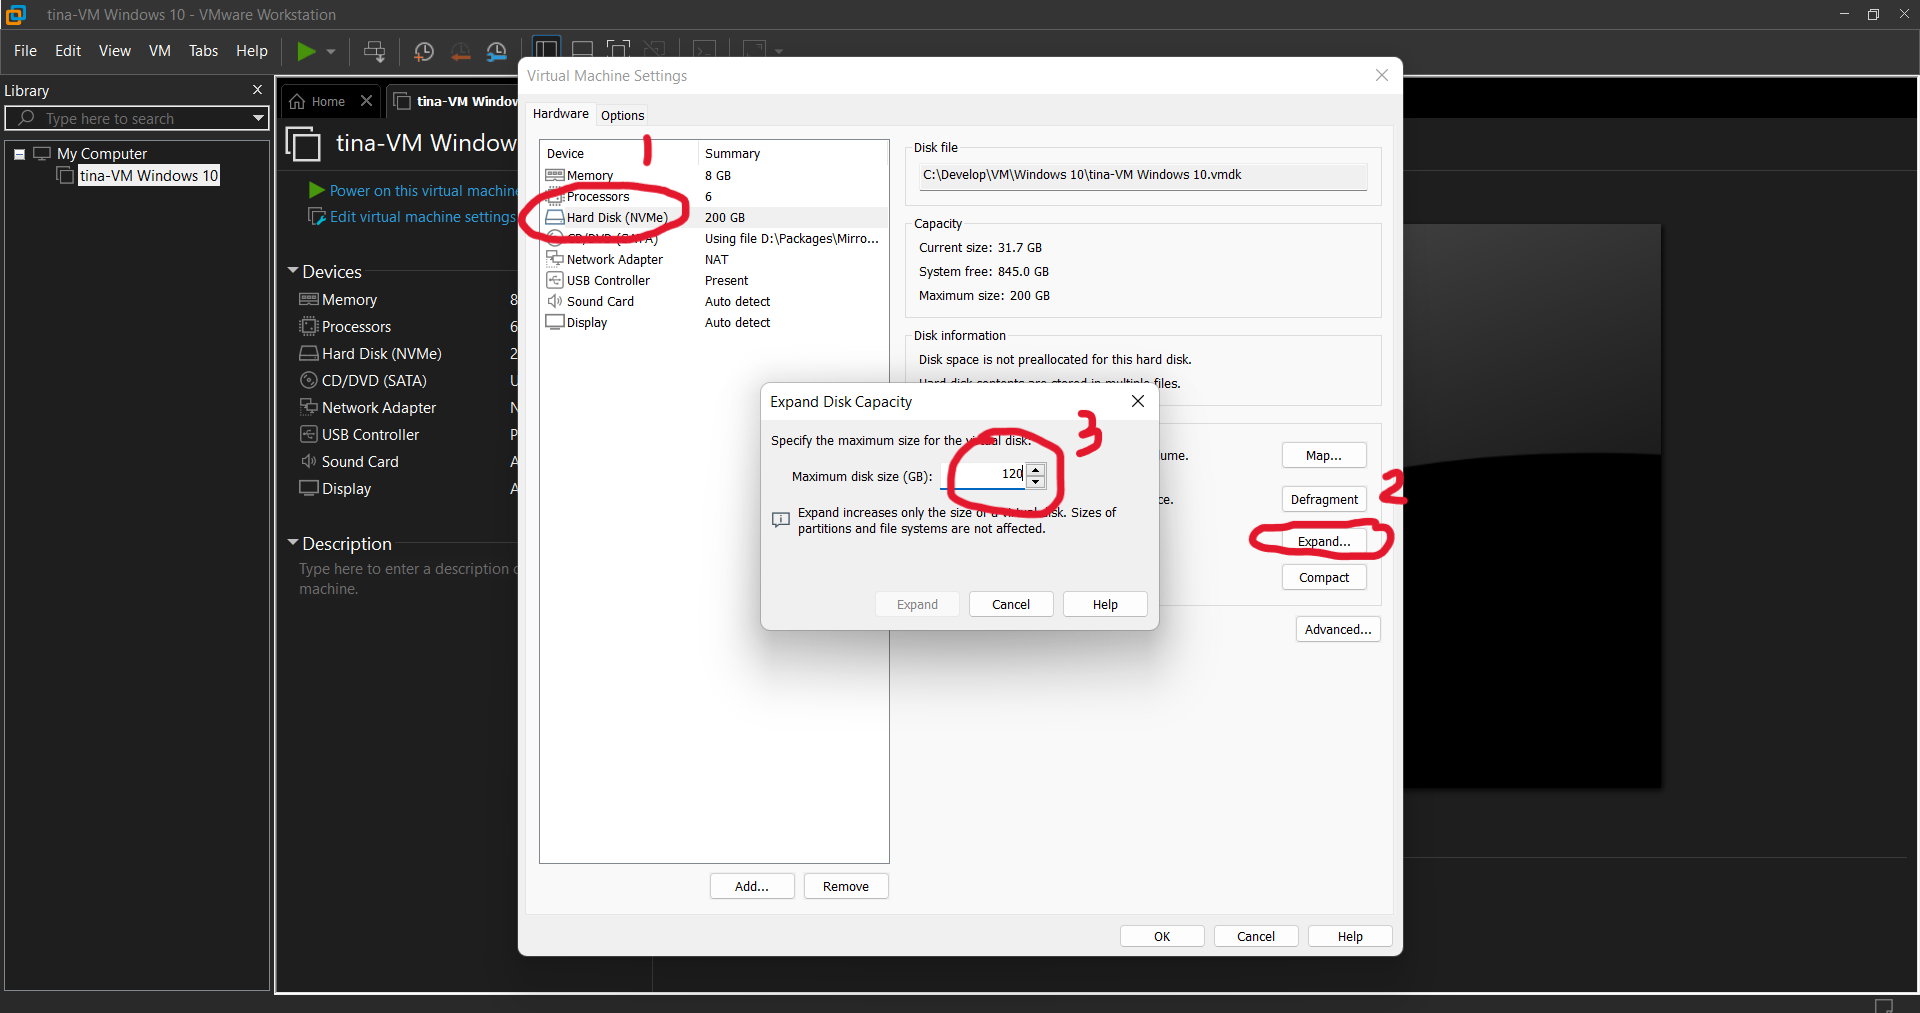 tina-VM Windows 10 - VMware Workstation
File Edit View VM Tabs Help
Library
Type here to search
My Computer
tina-VM Windows 10
Home
tina-VM Windo
tina-VM Window
Power on this virtual machine
Edit virtual machine settings
Devices
Memory 8
Processors 6
Hard Disk (NVMe) 2
CD/DVD (SATA) U
Network Adapter N
USB Controller P
Sound Card A
Display A
Description
Type here to enter a description o
machine.
Virtual Machine Settings
Hardware Options
1
Device Summary
Memory 8 GB
Processors 6
Hard Disk (NVMe) 200 GB
CD/DVD (SATA) Using file D:\Packages\Mirro...
Network Adapter NAT
USB Controller Present
Sound Card Auto detect
Display Auto detect
Add... Remove
Disk file
C:\Develop\VM\Windows 10\tina-VM Windows 10.vmdk
Capacity
Current size: 31.7 GB
System free: 845.0 GB
Maximum size: 200 GB
Disk information
Disk space is not preallocated for this hard disk.
Hard disk contents are stored in multiple files.
ume. Map...
ce. Defragment
2
Expand...
Compact
Advanced...
Expand Disk Capacity
3
Specify the maximum size for the virtual disk:
Maximum disk size (GB): 120
Expand increases only the size of a virtual disk. Sizes of
partitions and file systems are not affected.
Expand Cancel Help
OK Cancel Help